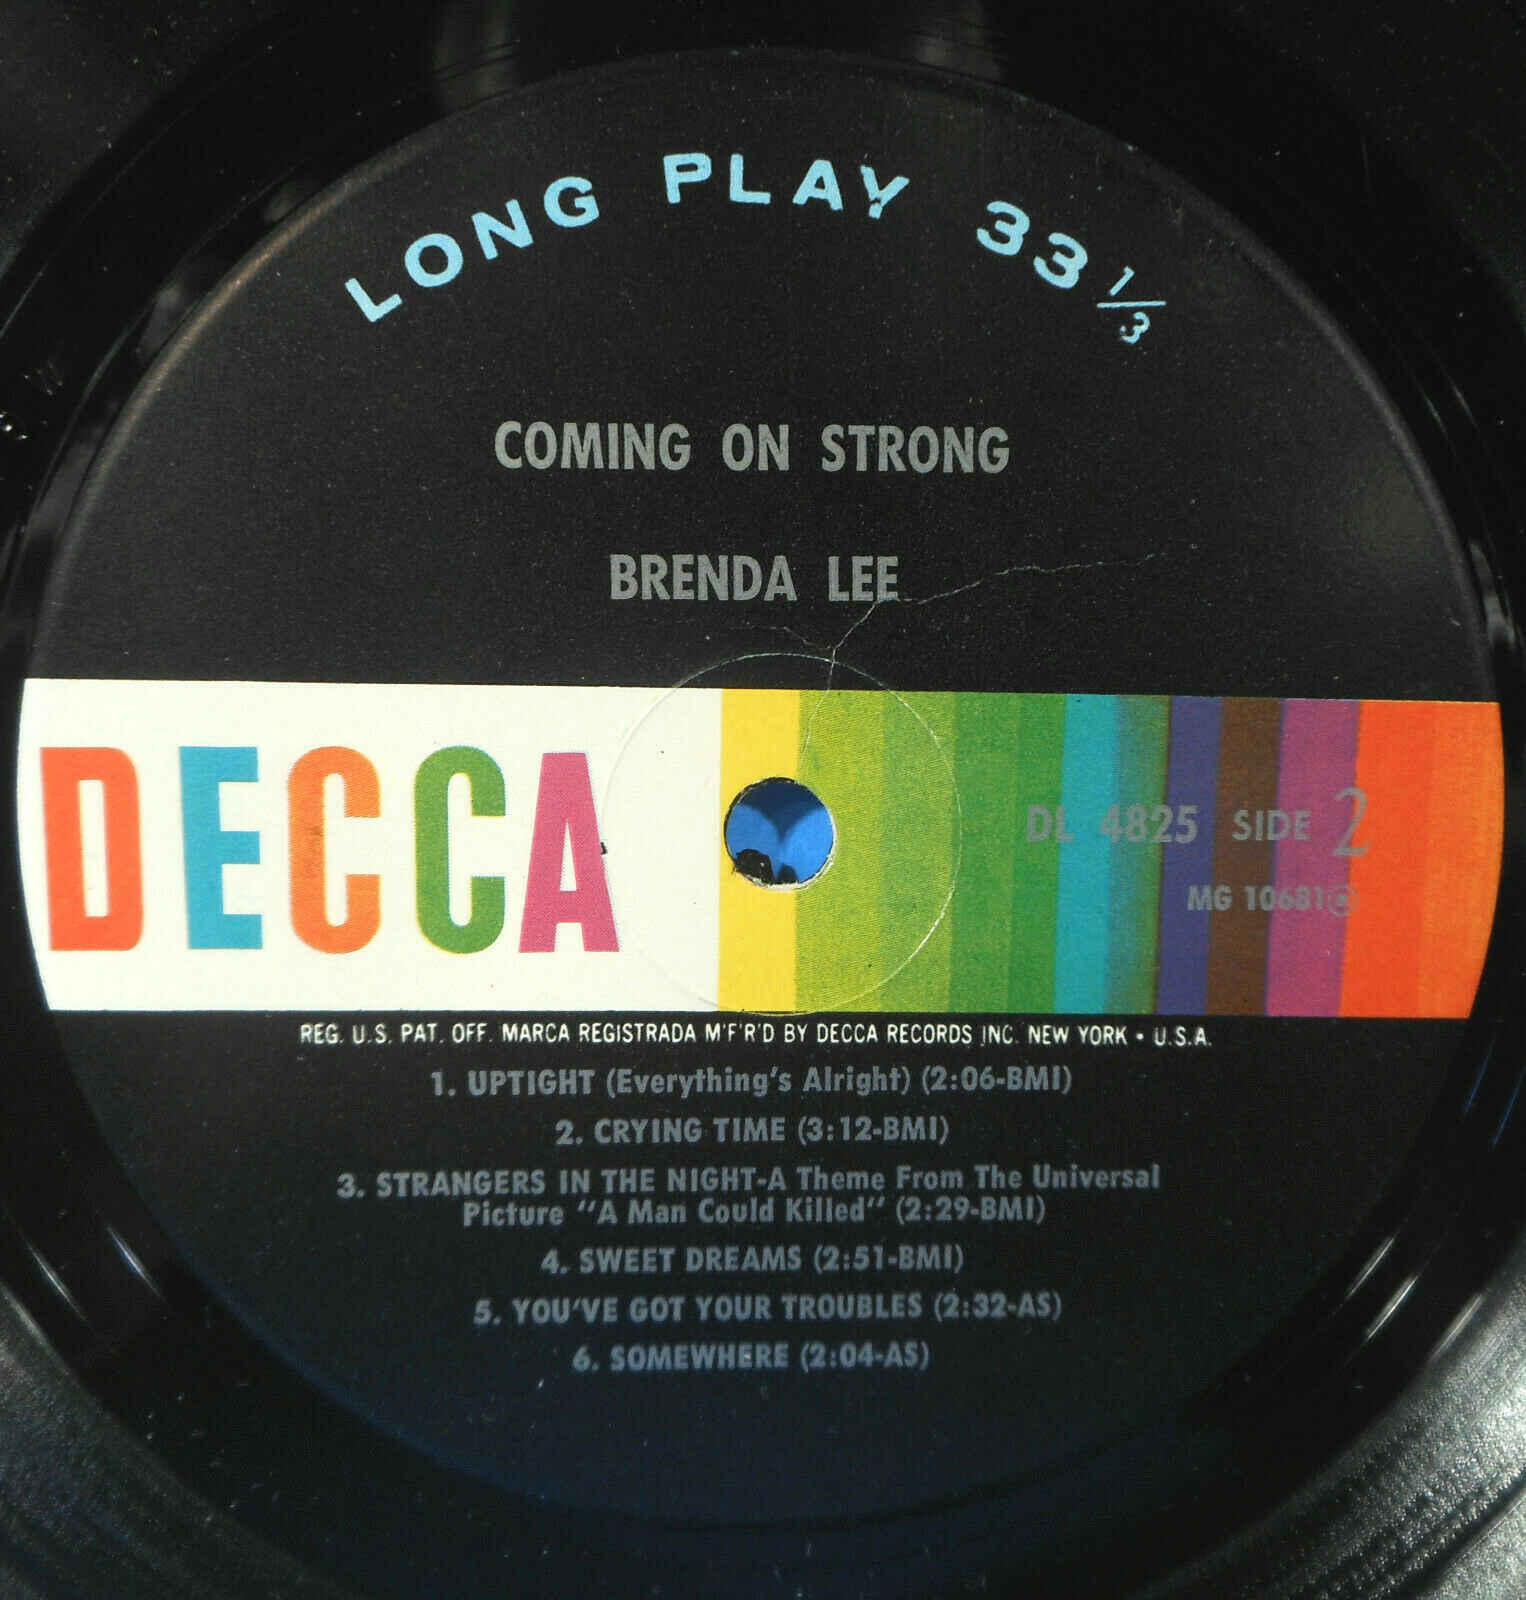 LONG PLAY 33 1/3
COMING ON STRONG
BRENDA LEE
DECCA
DL 4825 SIDE 2
MG 10681
REG. U.S. PAT. OFF. MARCA REGISTRADA M'F'R'D BY DECCA RECORDS INC. NEW YORK • U.S.A.
1. UPTIGHT (Everything's Alright) (2:06-BMI)
2. CRYING TIME (3:12-BMI)
3. STRANGERS IN THE NIGHT-A Theme From The Universal
Picture "A Man Could Killed" (2:29-BMI)
4. SWEET DREAMS (2:51-BMI)
5. YOU'VE GOT YOUR TROUBLES (2:32-AS)
6. SOMEWHERE (2:04-AS)